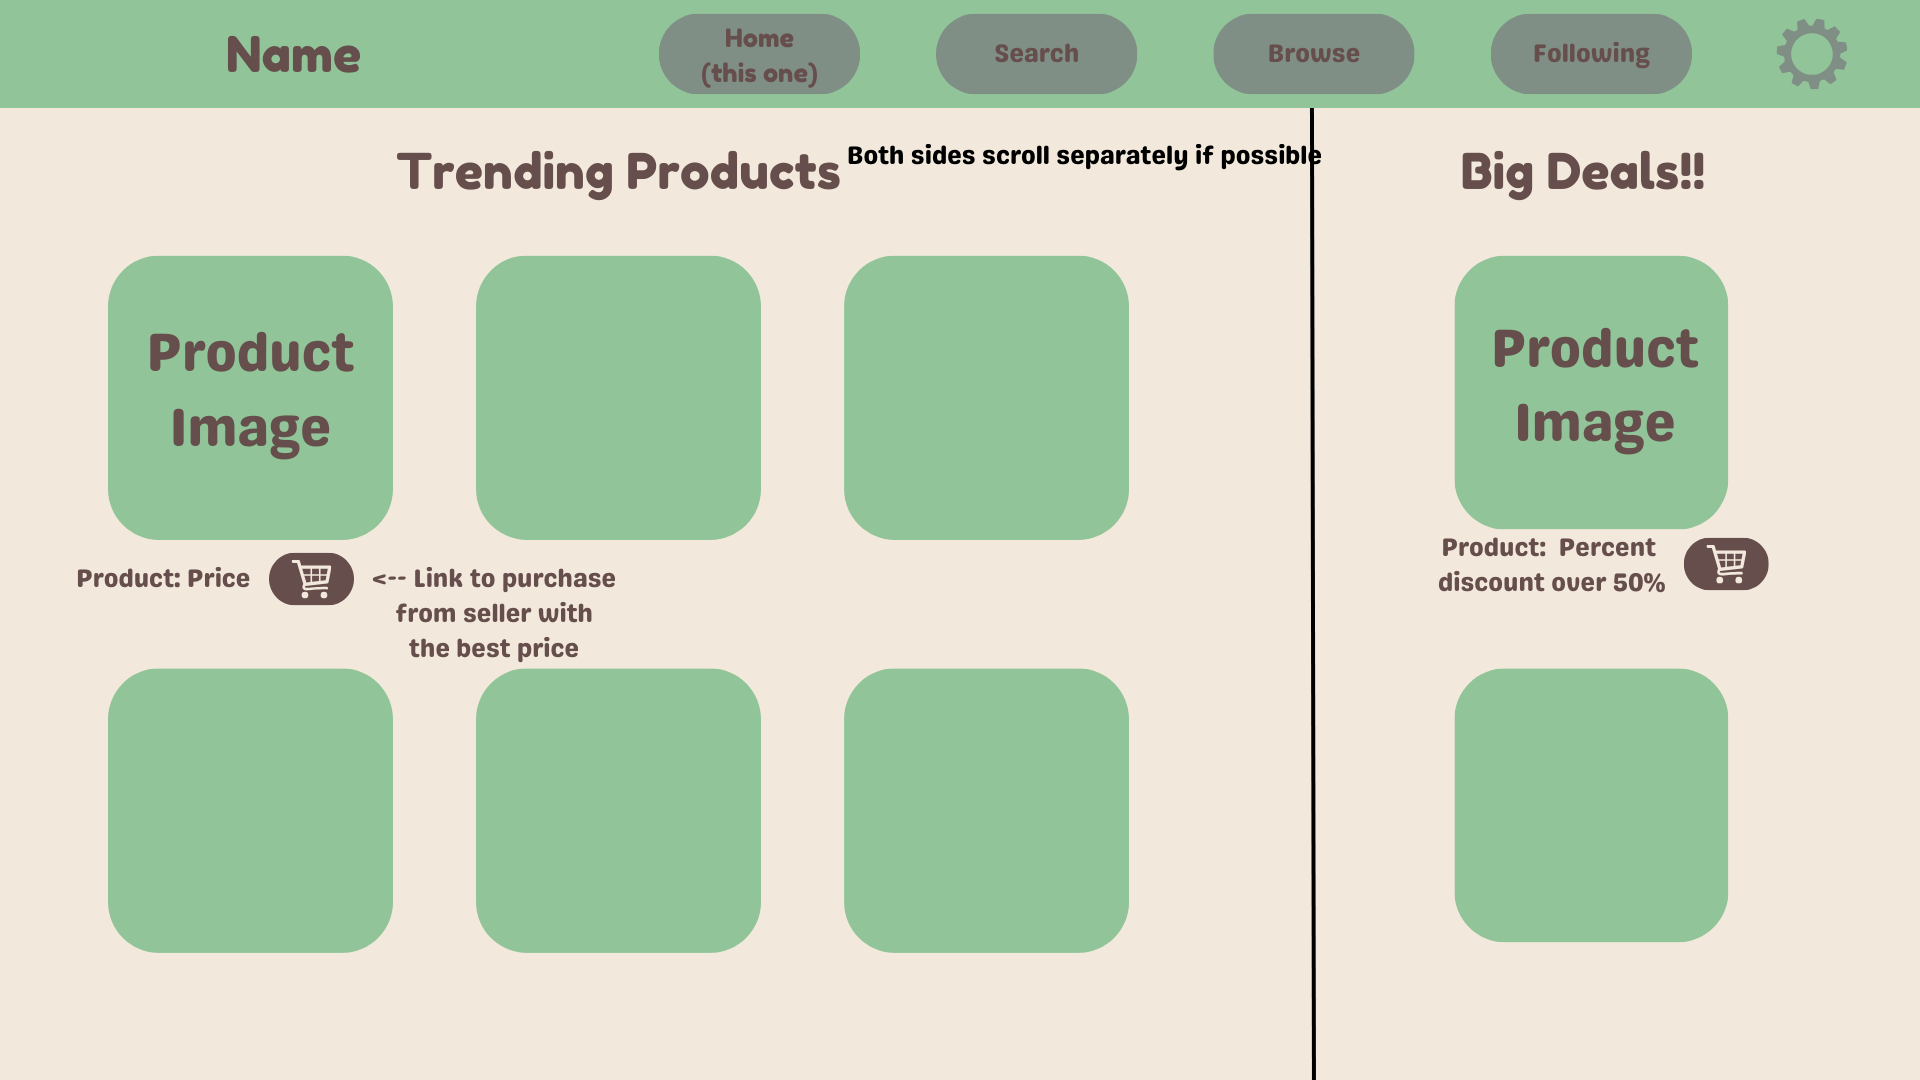 Name
Home
(this one)
Search
Browse
Following
Trending Products
Both sides scroll separately if possible
Big Deals!!
Product
Image
Product
Image
Product: Price
<-- Link to purchase
from seller with
the best price
Product:  Percent
discount over 50%